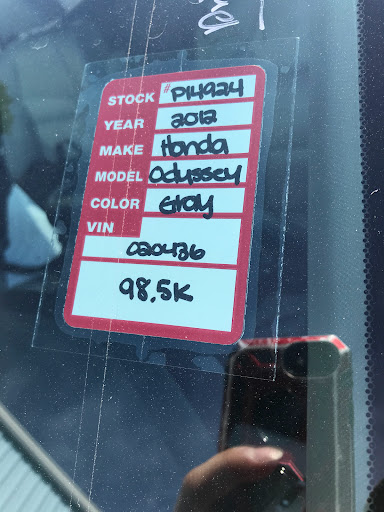 STOCK # P14924
YEAR 2012
MAKE Honda
MODEL Odyssey
COLOR Gray
VIN
020436
98.5K